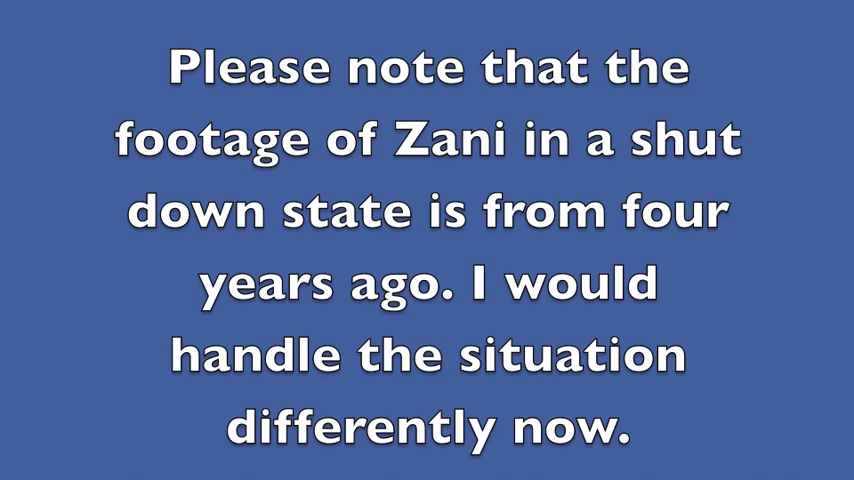 Please note that the
footage of Zani in a shut
down state is from four
years ago. I would
handle the situation
differently now.